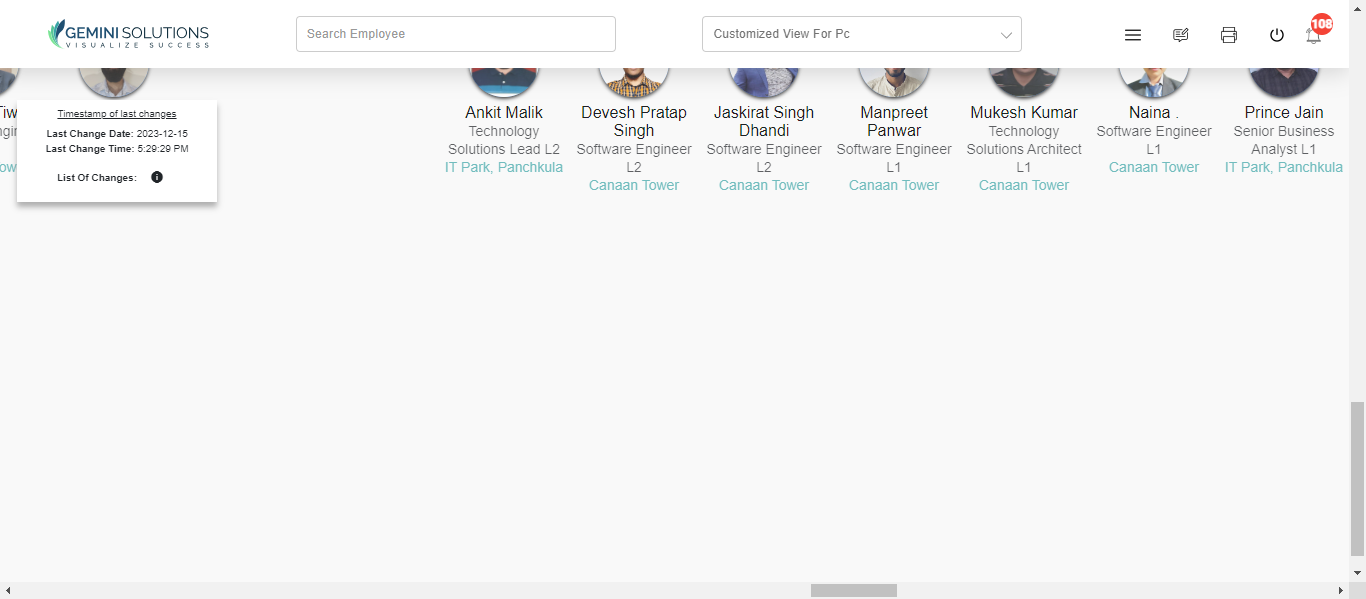 GEMINI SOLUTIONS
VISUALIZE SUCCESS
Search Employee
Customized View For Pc
108
Timestamp of last changes
Last Change Date: 2023-12-15
Last Change Time: 5:29:29 PM
List Of Changes:
Ankit Malik
Technology
Solutions Lead L2
IT Park, Panchkula
Devesh Pratap
Singh
Software Engineer
L2
Canaan Tower
Jaskirat Singh
Dhandi
Software Engineer
L2
Canaan Tower
Manpreet
Panwar
Software Engineer
L1
Canaan Tower
Mukesh Kumar
Technology
Solutions Architect
L1
Canaan Tower
Naina .
Software Engineer
L1
Canaan Tower
Prince Jain
Senior Business
Analyst L1
IT Park, Panchkula